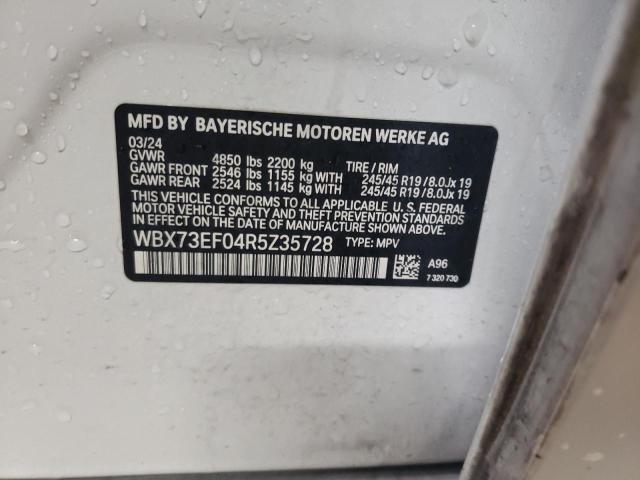 MFD BY BAYERISCHE MOTOREN WERKE AG
03/24
GVWR 4850 lbs 2200 kg TIRE / RIM
GAWR FRONT 2546 lbs 1155 kg WITH 245/45 R19 / 8.0Jx 19
GAWR REAR 2524 lbs 1145 kg WITH 245/45 R19 / 8.0Jx 19
THIS VEHICLE CONFORMS TO ALL APPLICABLE U. S. FEDERAL
MOTOR VEHICLE SAFETY AND THEFT PREVENTION STANDARDS
IN EFFECT ON THE DATE OF MANUFACTURE SHOWN ABOVE.
WBX73EF04R5Z35728 TYPE: MPV
A96
7 320 730